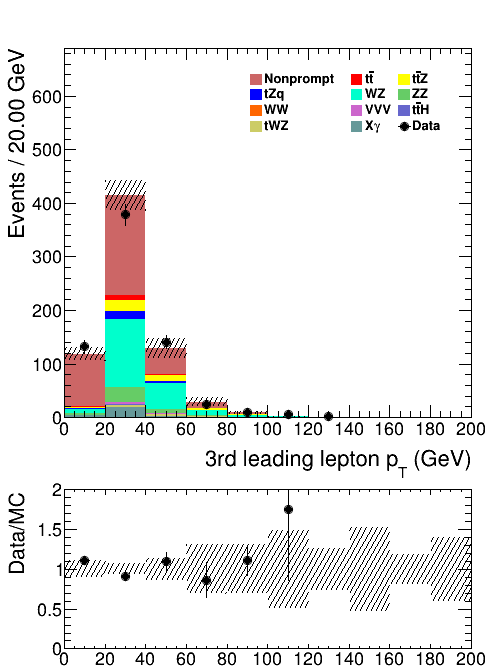 Events / 20.00 GeV
600
500
400
300
200
100
0
Nonprompt tt̄ tt̄Z
tZq WZ ZZ
WW VVV tt̄H
tWZ Xγ Data
0 20 40 60 80 100 120 140 160 180 200
3rd leading lepton p_T (GeV)
Data/MC
2
1.5
1
0.5
0
0 20 40 60 80 100 120 140 160 180 200